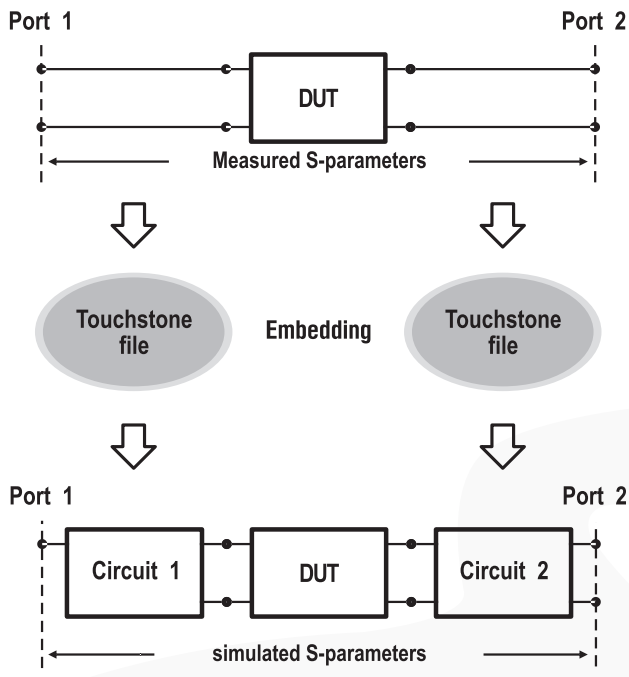 Port 1
Port 2
DUT
Measured S-parameters
Touchstone
file
Embedding
Touchstone
file
Port 1
Port 2
Circuit 1
DUT
Circuit 2
simulated S-parameters